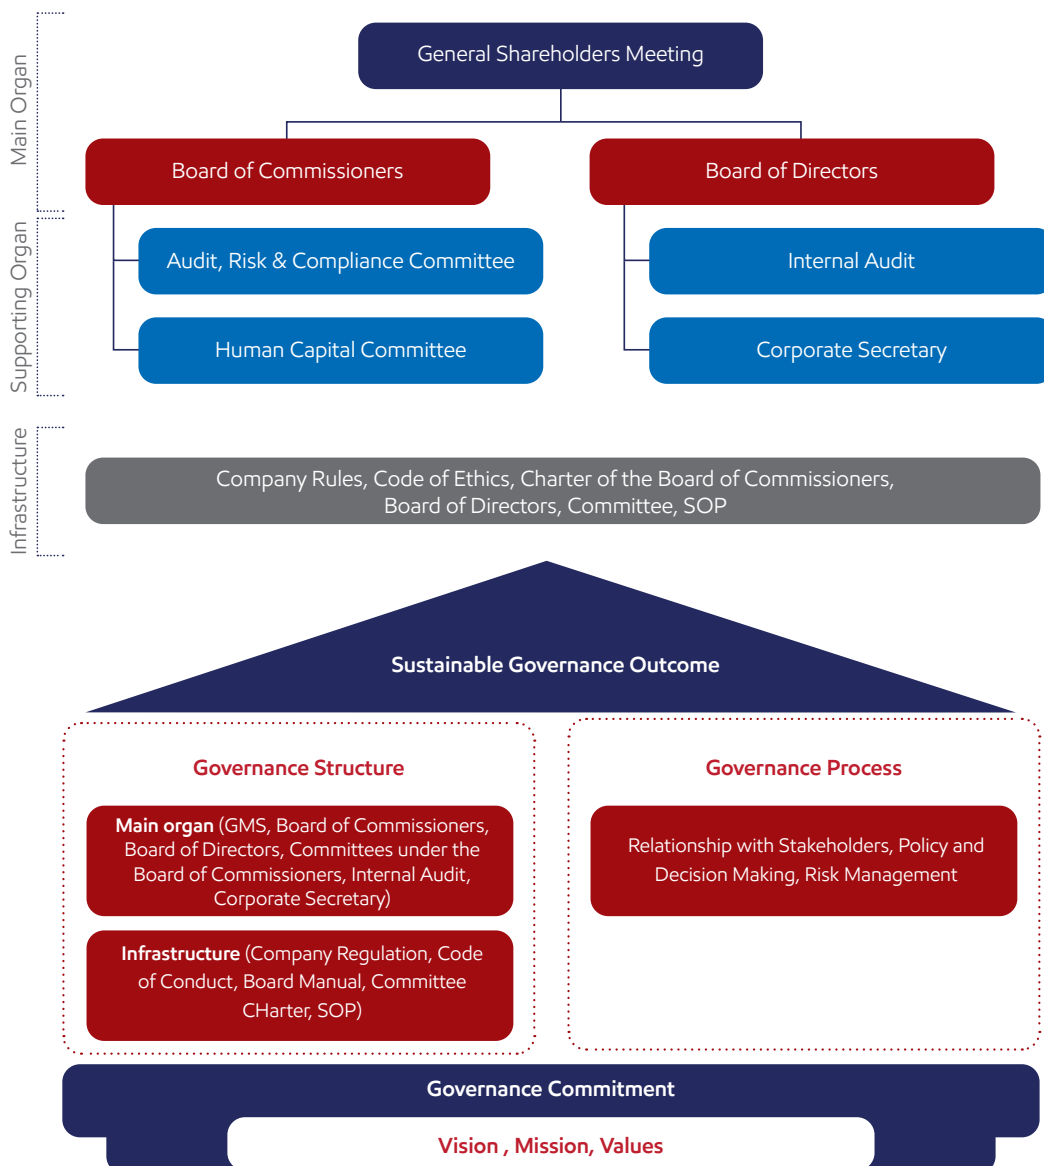 Main Organ
General Shareholders Meeting
Board of Commissioners
Board of Directors
Supporting Organ
Audit, Risk & Compliance Committee
Internal Audit
Human Capital Committee
Corporate Secretary
Infrastructure
Company Rules, Code of Ethics, Charter of the Board of Commissioners,
Board of Directors, Committee, SOP
Sustainable Governance Outcome
Governance Structure
Main organ (GMS, Board of Commissioners,
Board of Directors, Committees under the
Board of Commissioners, Internal Audit,
Corporate Secretary)
Infrastructure (Company Regulation, Code
of Conduct, Board Manual, Committee
CHarter, SOP)
Governance Process
Relationship with Stakeholders, Policy and
Decision Making, Risk Management
Governance Commitment
Vision , Mission, Values